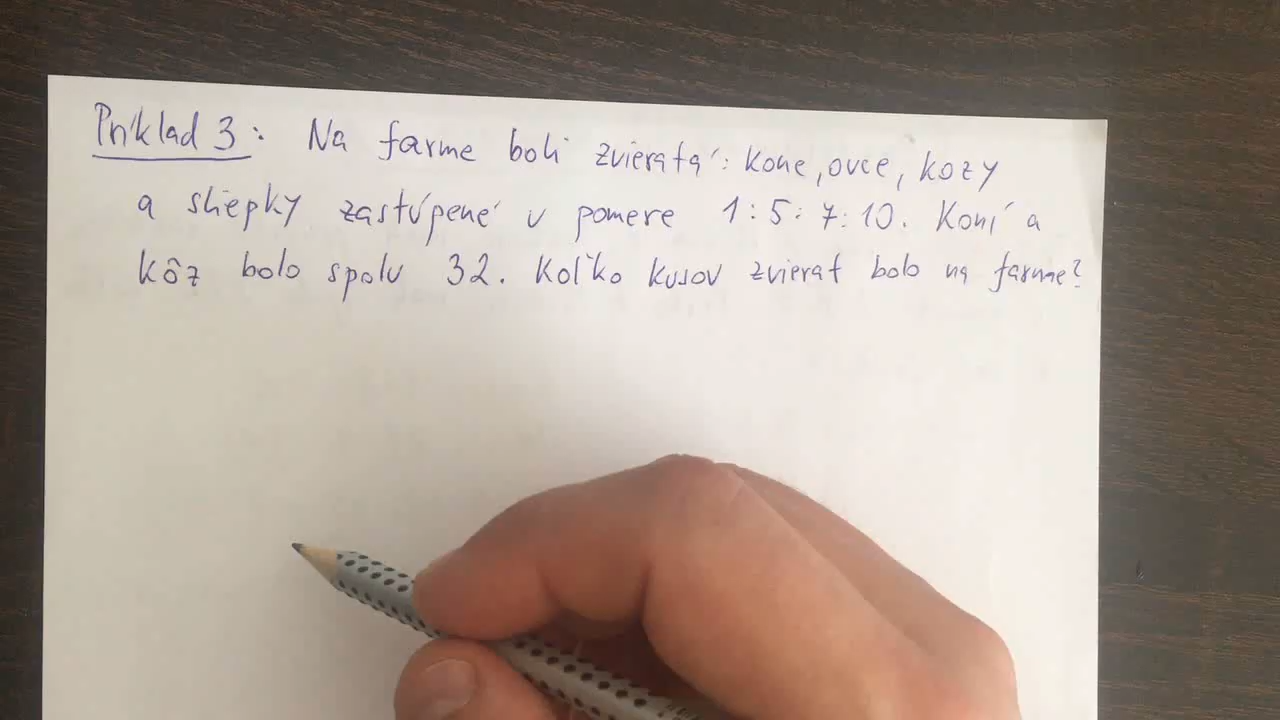 Príklad 3: Na farme boli zvieratá: kone, ovce, kozy
a sliepky zastúpené v pomere 1:5:7:10. Koní a
kôz bolo spolu 32. Koľko kusov zvierat bolo na farme?